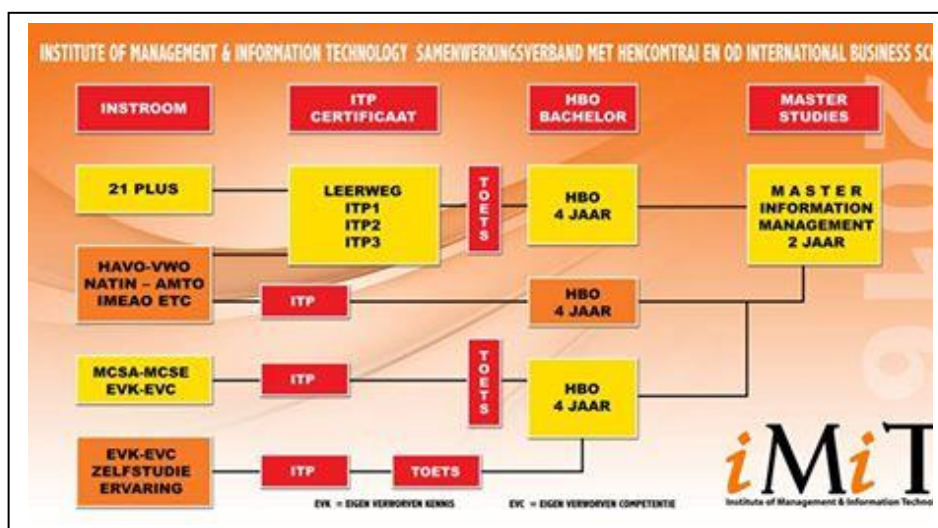 INSTITUTE OF MANAGEMENT & INFORMATION TECHNOLOGY SAMENWERKINGSVERBAND MET HENCOMTRAI EN OD INTERNATIONAL BUSINESS SCH
INSTROOM
ITP
CERTIFICAAT
HBO
BACHELOR
MASTER
STUDIES
21 PLUS
LEERWEG
ITP1
ITP2
ITP3
TOETS
HBO
4 JAAR
MASTER
INFORMATION
MANAGEMENT
2 JAAR
HAVO-VWO
NATIN – AMTO
IMEAO ETC
ITP
HBO
4 JAAR
MCSA-MCSE
EVK-EVC
ITP
TOETS
HBO
4 JAAR
EVK-EVC
ZELFSTUDIE
ERVARING
ITP
TOETS
EVK = EIGEN VERWORVEN KENNIS
EVC = EIGEN VERWORVEN COMPETENTIE
2019
iMiT
Institute of Management & Information Technolo